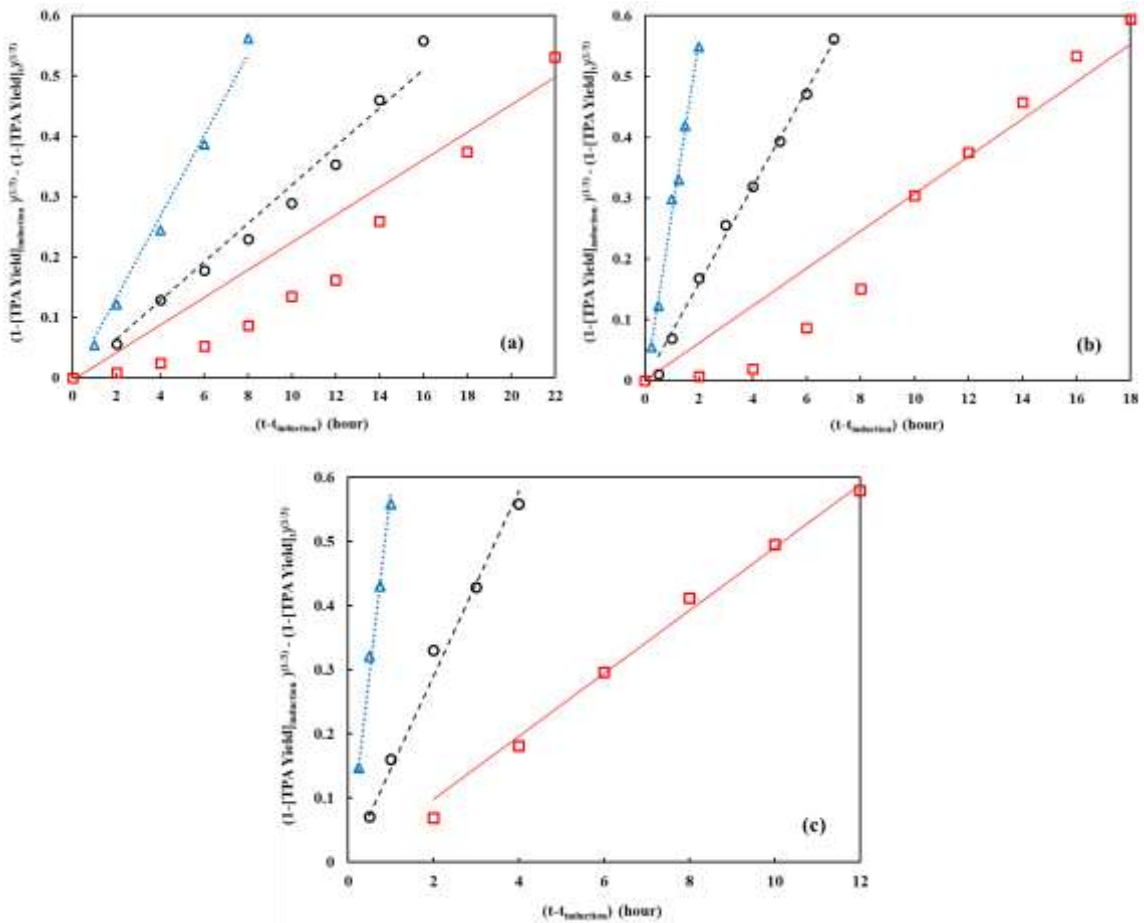 0.6
0.5
0.4
0.3
0.2
0.1
0
0 2 4 6 8 10 12 14 16 18 20 22
(1-[TPA Yield]induction )(1/3) - (1-[TPA Yield]t)(1/3)
(t-tinduction) (hour)
(a)
0.6
0.5
0.4
0.3
0.2
0.1
0
0 2 4 6 8 10 12 14 16 18
(1-[TPA Yield]induction )(1/3) - (1-[TPA Yield]t)(1/3)
(t-tinduction) (hour)
(b)
0.6
0.5
0.4
0.3
0.2
0.1
0
0 2 4 6 8 10 12
(1-[TPA Yield]induction )(1/3) - (1-[TPA Yield]t)(1/3)
(t-tinduction) (hour)
(c)